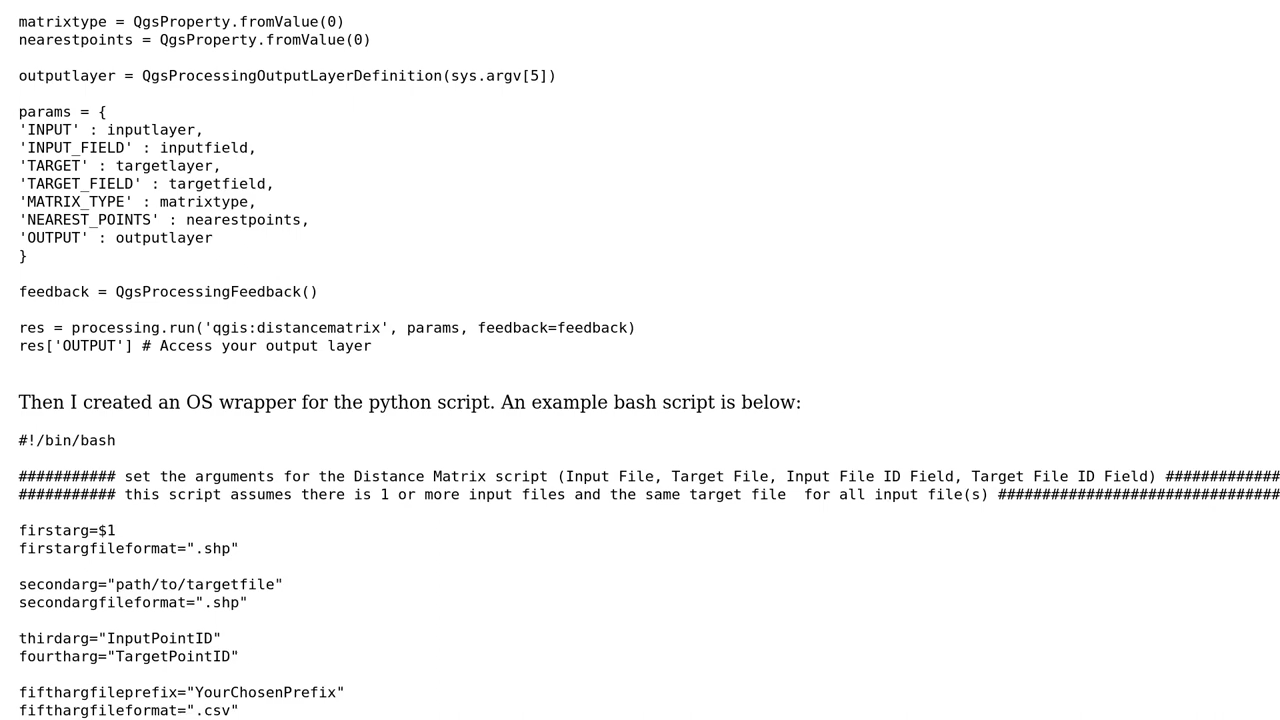 matrixtype = QgsProperty.fromValue(0)
nearestpoints = QgsProperty.fromValue(0)
outputlayer = QgsProcessingOutputLayerDefinition(sys.argv[5])
params = {
'INPUT' : inputlayer,
'INPUT_FIELD' : inputfield,
'TARGET' : targetlayer,
'TARGET_FIELD' : targetfield,
'MATRIX_TYPE' : matrixtype,
'NEAREST_POINTS' : nearestpoints,
'OUTPUT' : outputlayer
}
feedback = QgsProcessingFeedback()
res = processing.run('qgis:distancematrix', params, feedback=feedback)
res['OUTPUT'] # Access your output layer
Then I created an OS wrapper for the python script. An example bash script is below:
#!/bin/bash
########### set the arguments for the Distance Matrix script (Input File, Target File, Input File ID Field, Target File ID Field) #############
########### this script assumes there is 1 or more input files and the same target file  for all input file(s) ################################
firstarg=$1
firstargfileformat=".shp"
secondarg="path/to/targetfile"
secondargfileformat=".shp"
thirdarg="InputPointID"
fourtharg="TargetPointID"
fifthargfileprefix="YourChosenPrefix"
fifthargfileformat=".csv"